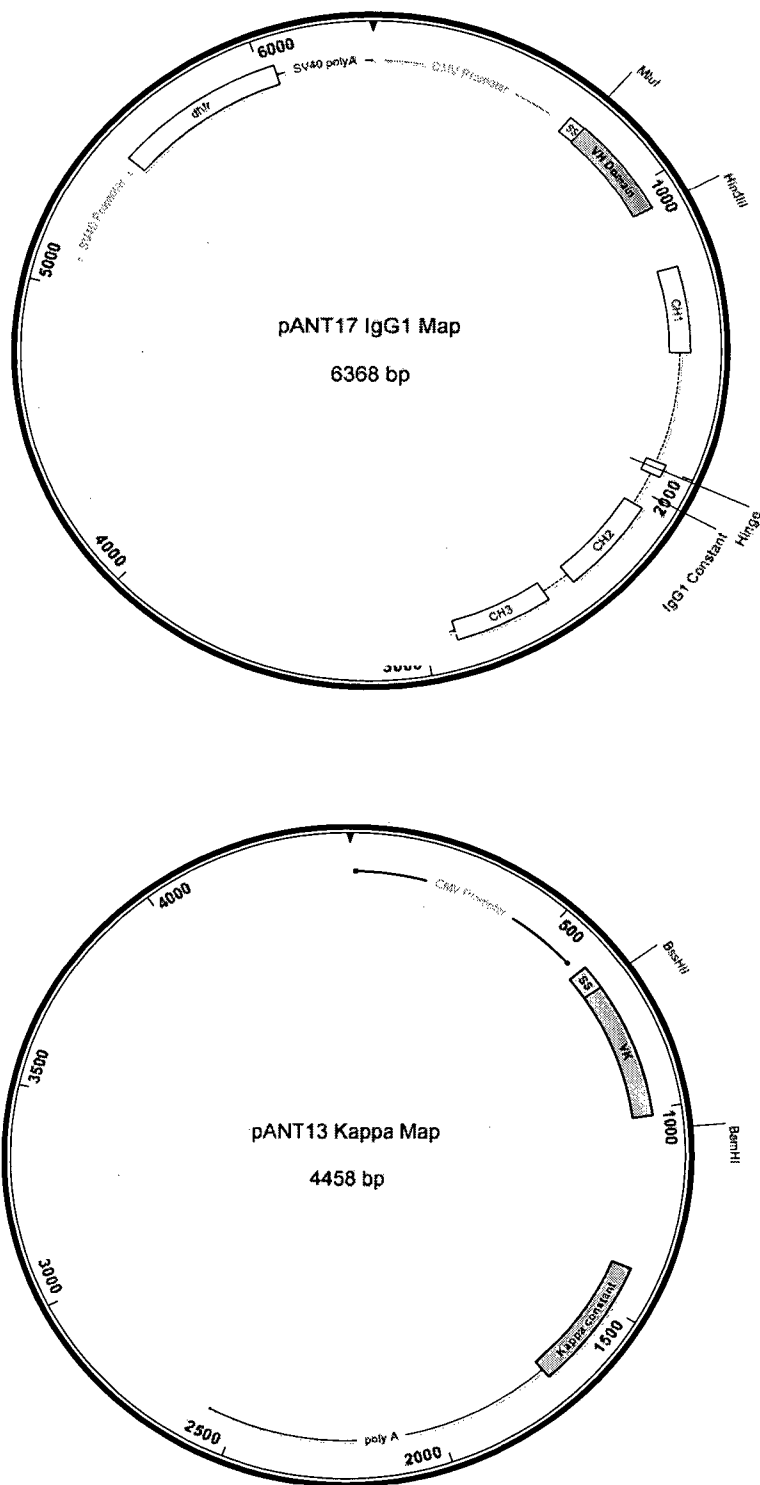 6000
SV40 polyA
CMV Promoter
MluI
dhfr
SS
VH Domain
1000
HindIII
SV40 Promoter
5000
CH1
pANT17 IgG1 Map
6368 bp
2000
Hinge
IgG1 Constant
CH2
4000
CH3
3000
4000
CMV Promoter
500
BssHII
SS
VK
3500
1000
BamHI
pANT13 Kappa Map
4458 bp
3000
Kappa constant
1500
2500
poly A
2000